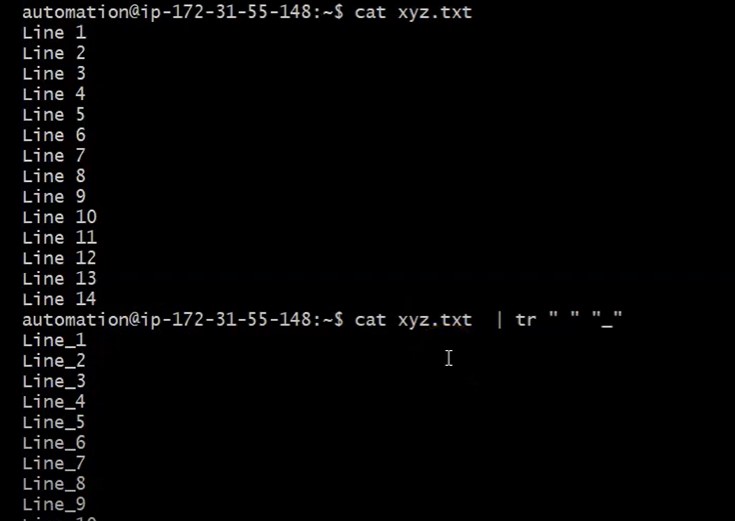 automation@ip-172-31-55-148:~$ cat xyz.txt
Line 1
Line 2
Line 3
Line 4
Line 5
Line 6
Line 7
Line 8
Line 9
Line 10
Line 11
Line 12
Line 13
Line 14
automation@ip-172-31-55-148:~$ cat xyz.txt  | tr " " "_"
Line_1
Line_2
Line_3
Line_4
Line_5
Line_6
Line_7
Line_8
Line_9